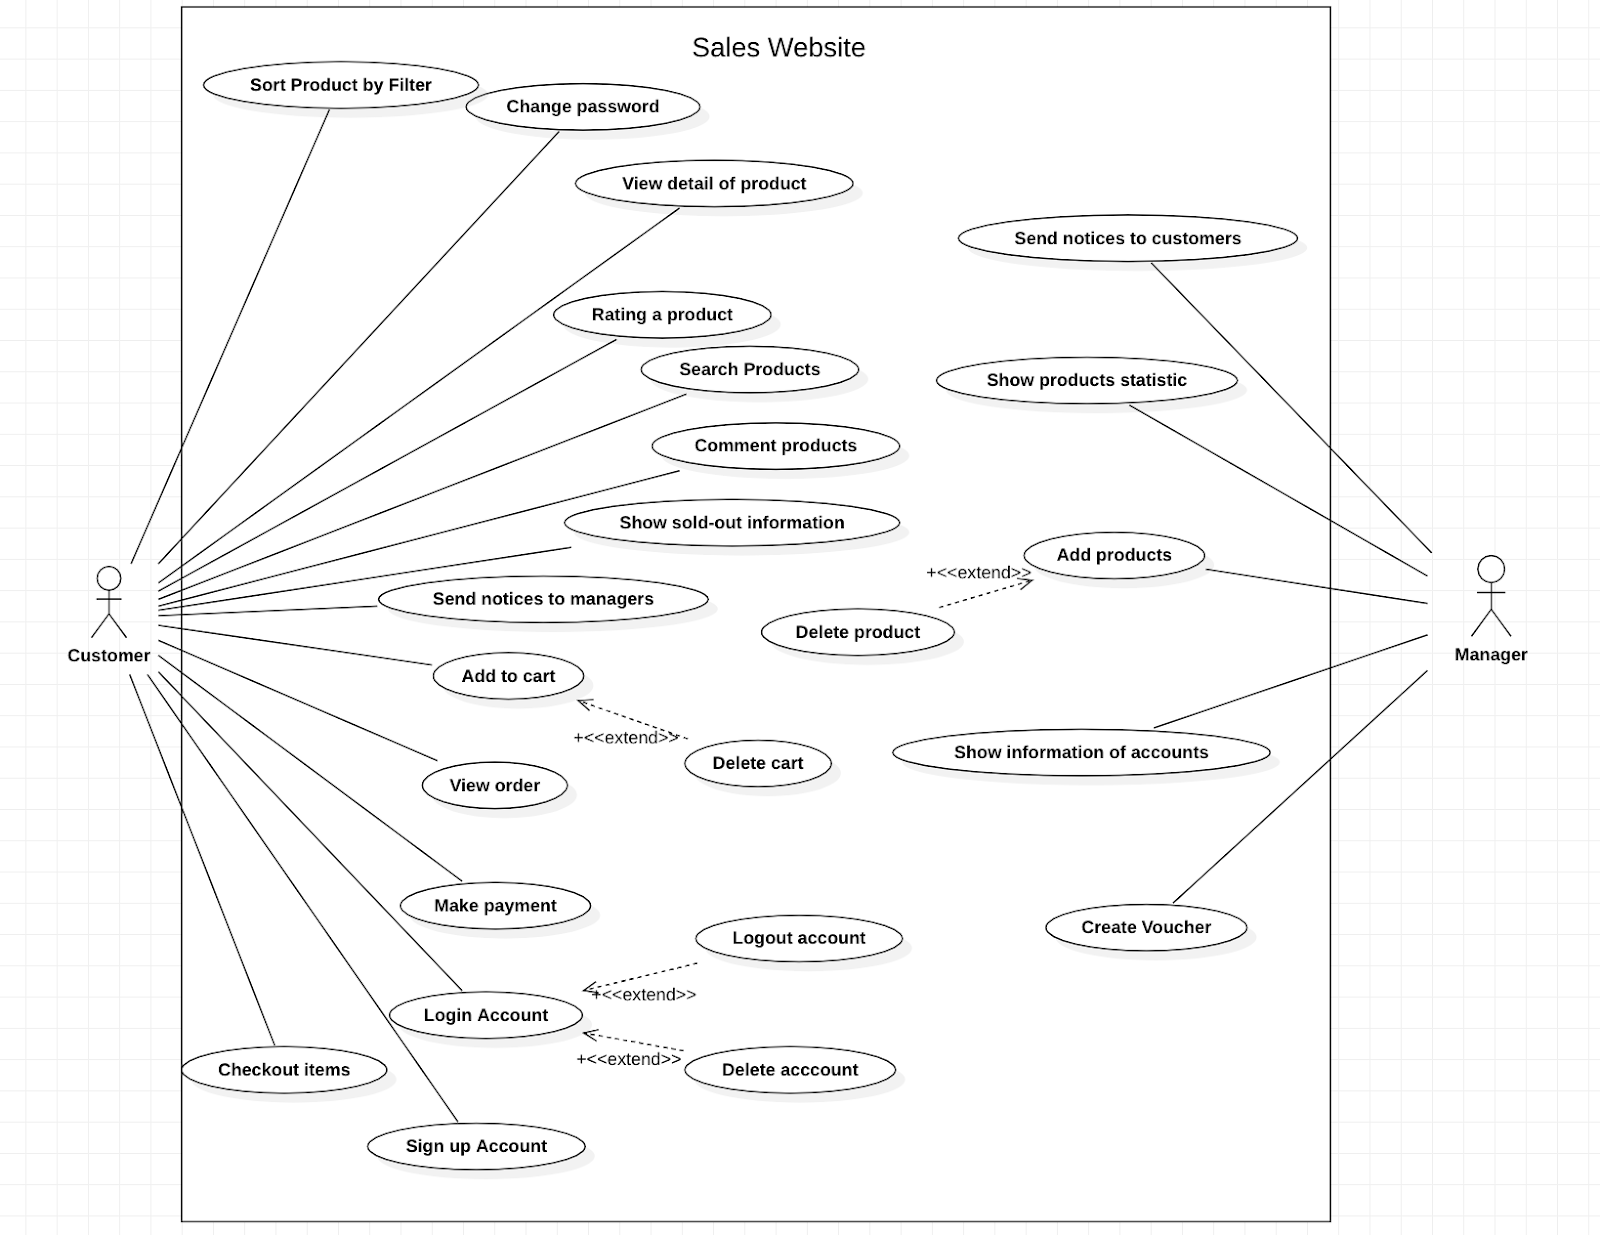 Sales Website
Sort Product by Filter
Change password
View detail of product
Send notices to customers
Rating a product
Search Products
Show products statistic
Comment products
Show sold-out information
Add products
+<<extend>>
Send notices to managers
Delete product
Customer
Manager
Add to cart
+<<extend>>
Delete cart
Show information of accounts
View order
Make payment
Create Voucher
Logout account
+<<extend>>
Login Account
+<<extend>>
Checkout items
Delete acccount
Sign up Account